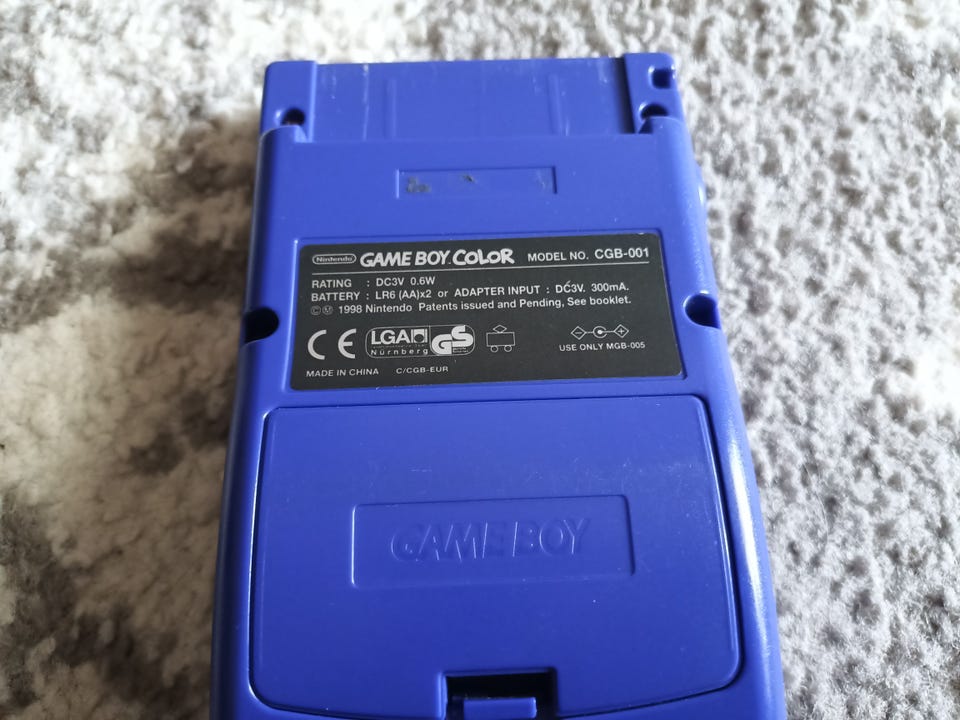 Nintendo GAME BOY COLOR MODEL NO. CGB-001
RATING : DC3V 0.6W
BATTERY : LR6 (AA)x2 or ADAPTER INPUT : DC3V. 300mA.
©Ⓜ 1998 Nintendo Patents issued and Pending, See booklet.
CE LGA GS
Nürnberg
USE ONLY MGB-005
MADE IN CHINA C/CGB-EUR
GAME BOY